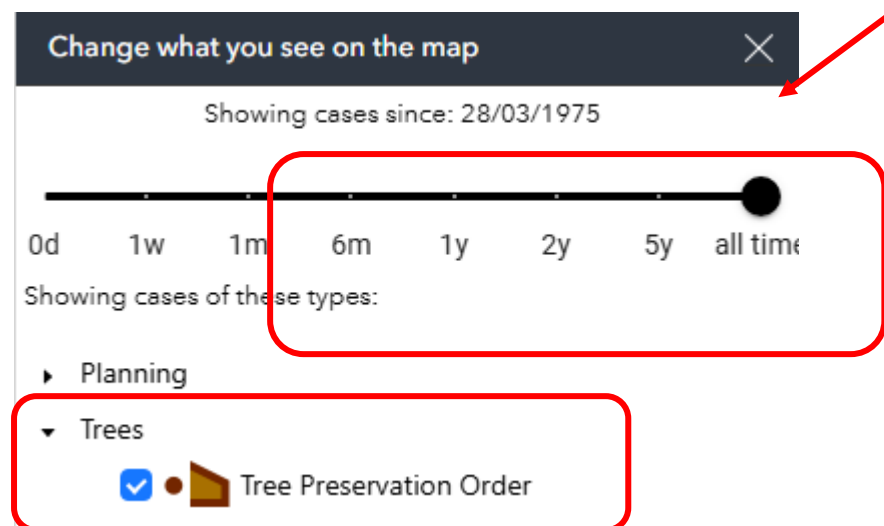 Change what you see on the map
Showing cases since: 28/03/1975
0d 1w 1m 6m 1y 2y 5y all time
Showing cases of these types:
Planning
Trees
Tree Preservation Order